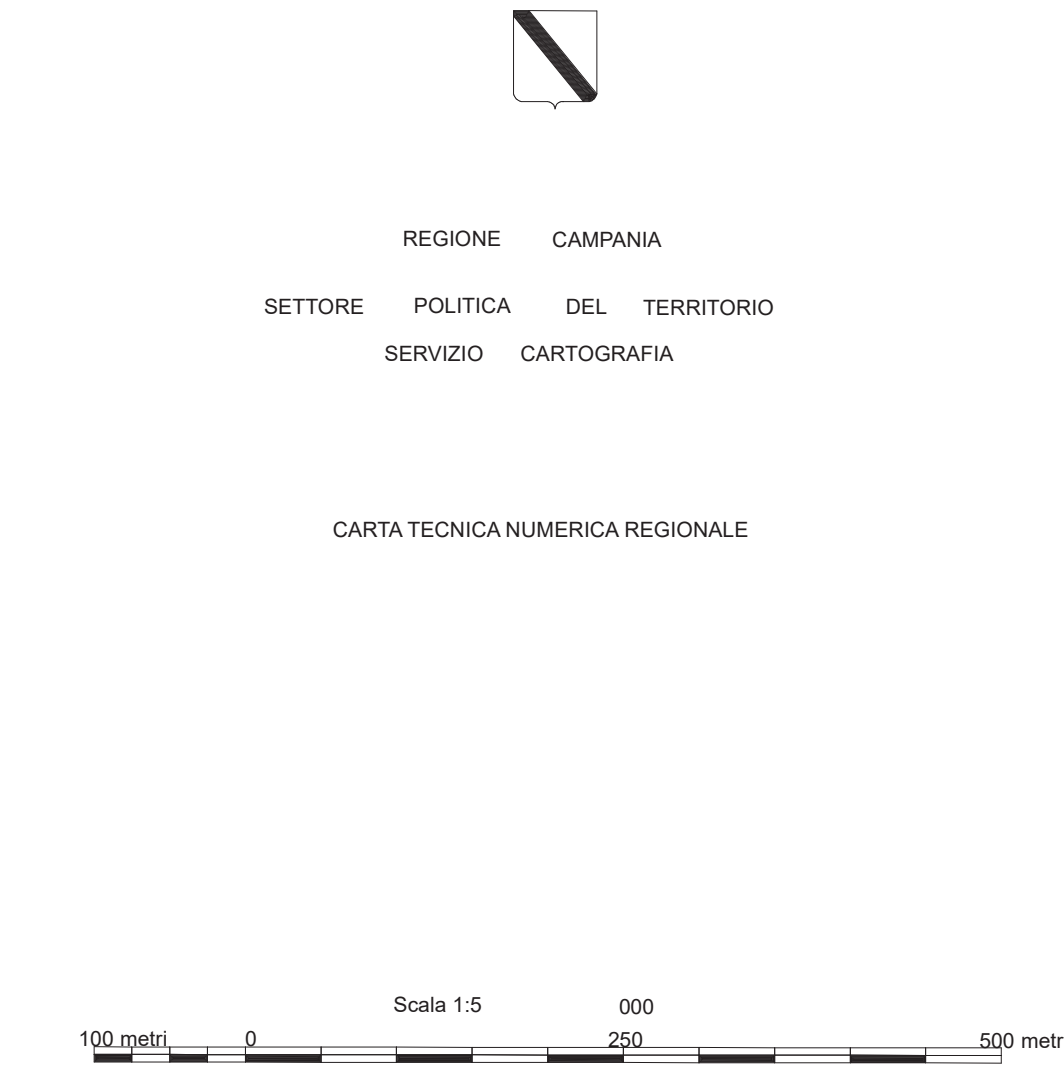 REGIONE CAMPANIA
SETTORE POLITICA DEL TERRITORIO
SERVIZIO CARTOGRAFIA
CARTA TECNICA NUMERICA REGIONALE
Scala 1:5 000
100 metri 0 250 500 metr